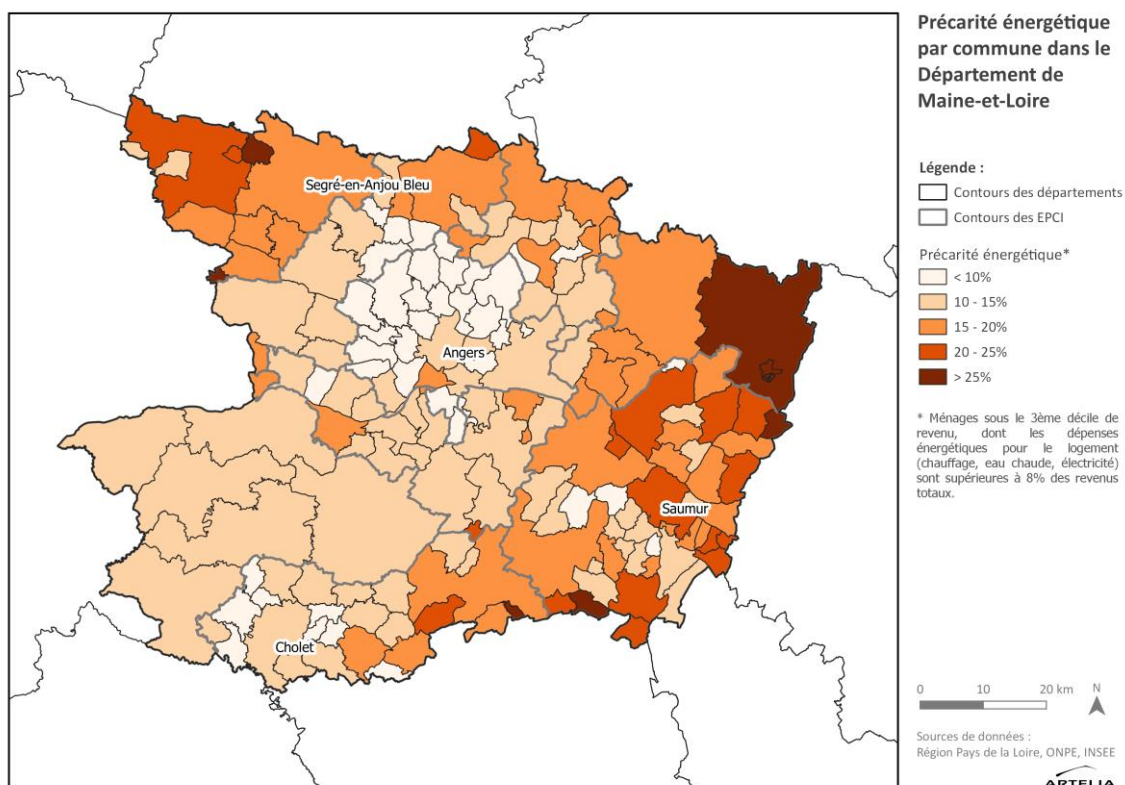 Précarité énergétique
par commune dans le
Département de
Maine-et-Loire
Légende :
Contours des départements
Contours des EPCI
Précarité énergétique*
< 10%
10 - 15%
15 - 20%
20 - 25%
> 25%
* Ménages sous le 3ème décile de
revenu, dont les dépenses
énergétiques pour le logement
(chauffage, eau chaude, électricité)
sont supérieures à 8% des revenus
totaux.
Segré-en-Anjou Bleu
Angers
Saumur
Cholet
0 10 20 km N
Sources de données :
Région Pays de la Loire, ONPE, INSEE
ARTELIA